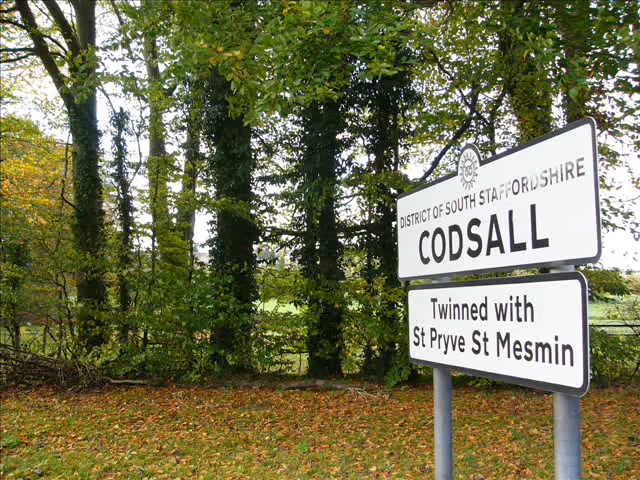 DISTRICT OF SOUTH STAFFORDSHIRE
CODSALL
Twinned with
St Pryve St Mesmin